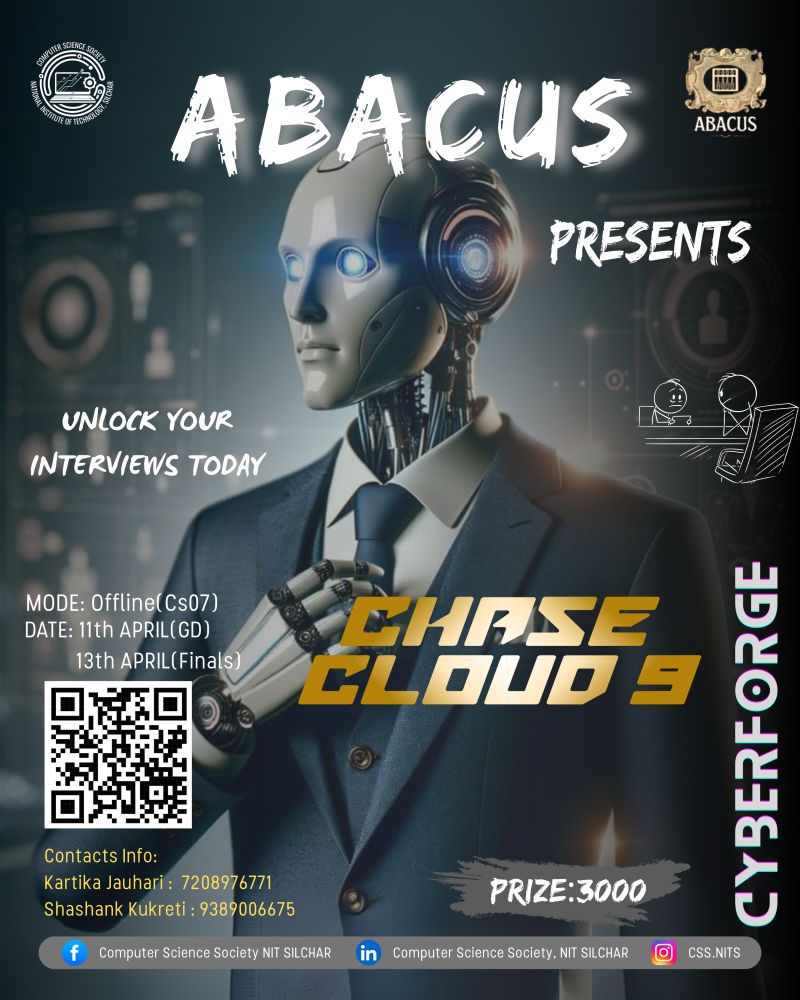 COMPUTER SCIENCE SOCIETY
NATIONAL INSTITUTE OF TECHNOLOGY, SILCHAR
ABACUS
ABACUS
PRESENTS
UNLOCK YOUR
INTERVIEWS TODAY
MODE: Offline(Cs07)
DATE: 11th APRIL(GD)
13th APRIL(Finals)
CHASE
CLOUD 9
CYBERFORGE
Contacts Info:
Kartika Jauhari : 7208976771
Shashank Kukreti : 9389006675
PRIZE:3000
Computer Science Society NIT SILCHAR
in
Computer Science Society, NIT SILCHAR
CSS.NITS